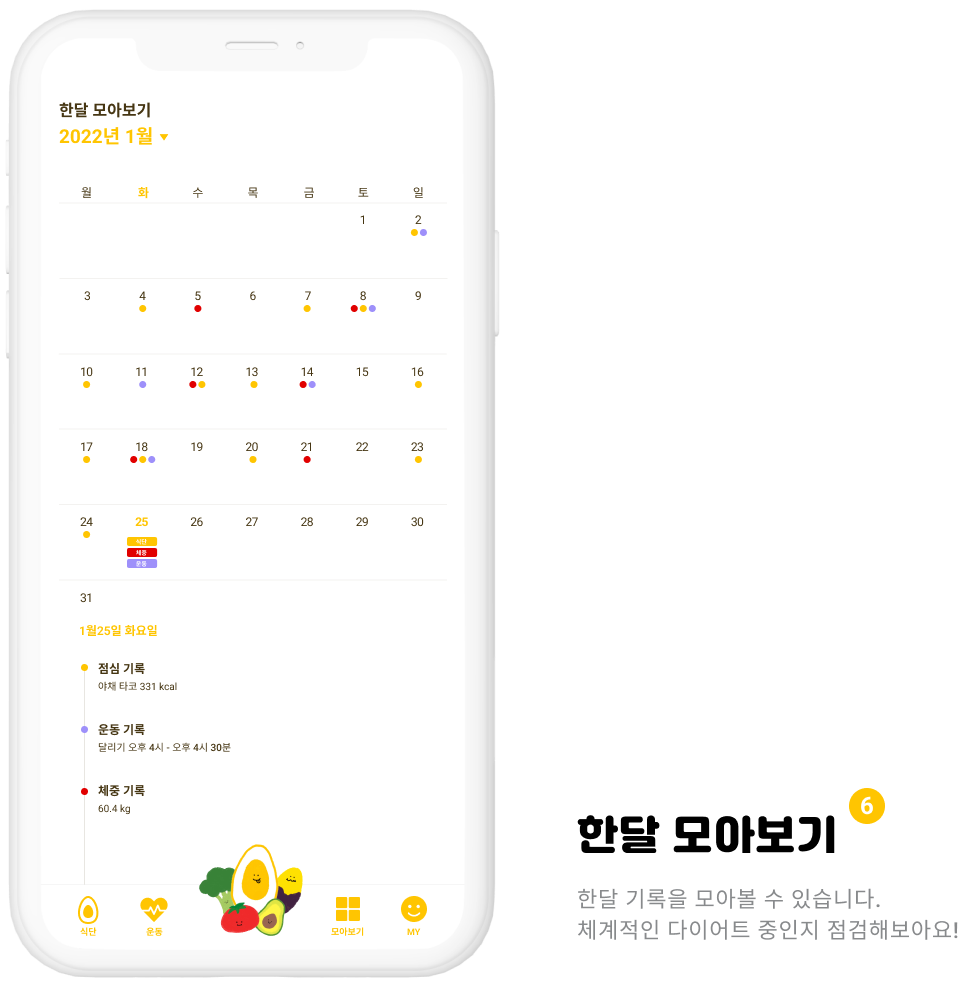 한달 모아보기
2022년 1월
월 화 수 목 금 토 일
1 2
3 4 5 6 7 8 9
10 11 12 13 14 15 16
17 18 19 20 21 22 23
24 25 26 27 28 29 30
식단
체중
운동
31
1월25일 화요일
점심 기록
야채 타코 331 kcal
운동 기록
달리기 오후 4시 - 오후 4시 30분
체중 기록
60.4 kg
식단 운동 모아보기 MY
6
한달 모아보기
한달 기록을 모아볼 수 있습니다.
체계적인 다이어트 중인지 점검해보아요!